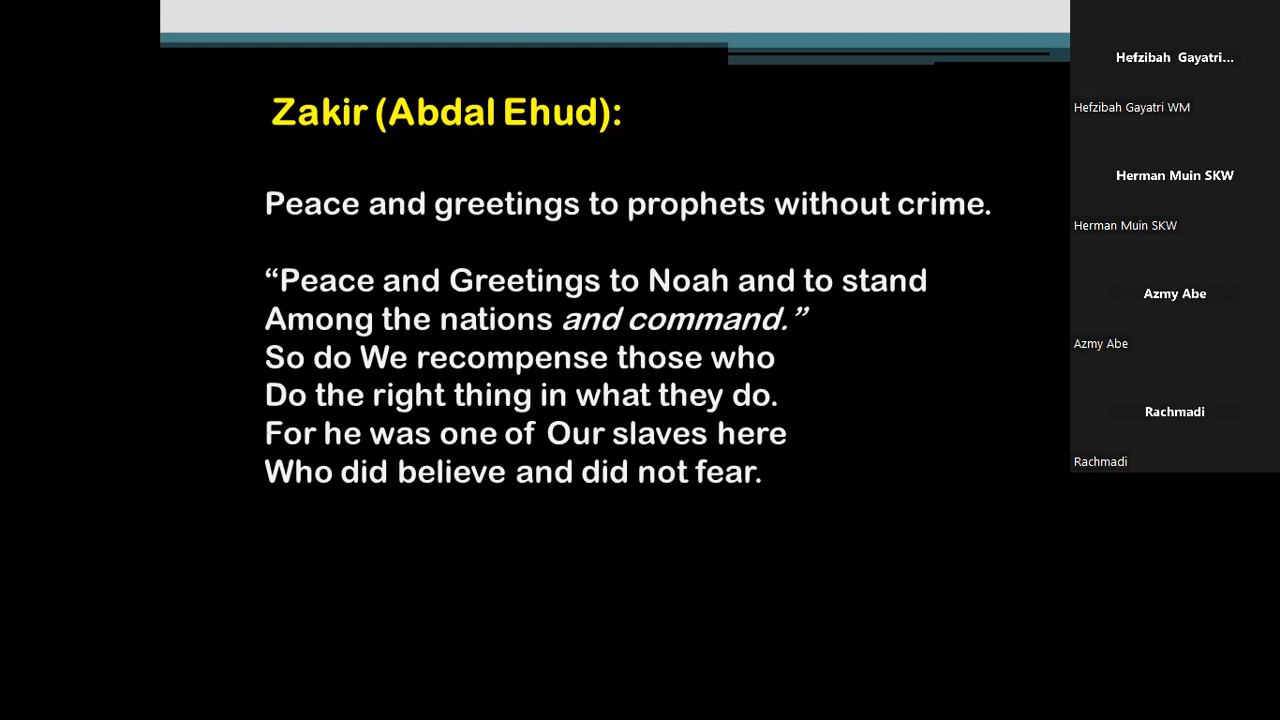 Zakir (Abdal Ehud):
Peace and greetings to prophets without crime.
“Peace and Greetings to Noah and to stand
Among the nations and command.”
So do We recompense those who
Do the right thing in what they do.
For he was one of Our slaves here
Who did believe and did not fear.
Hefzibah Gayatri...
Hefzibah Gayatri WM
Herman Muin SKW
Herman Muin SKW
Azmy Abe
Azmy Abe
Rachmadi
Rachmadi